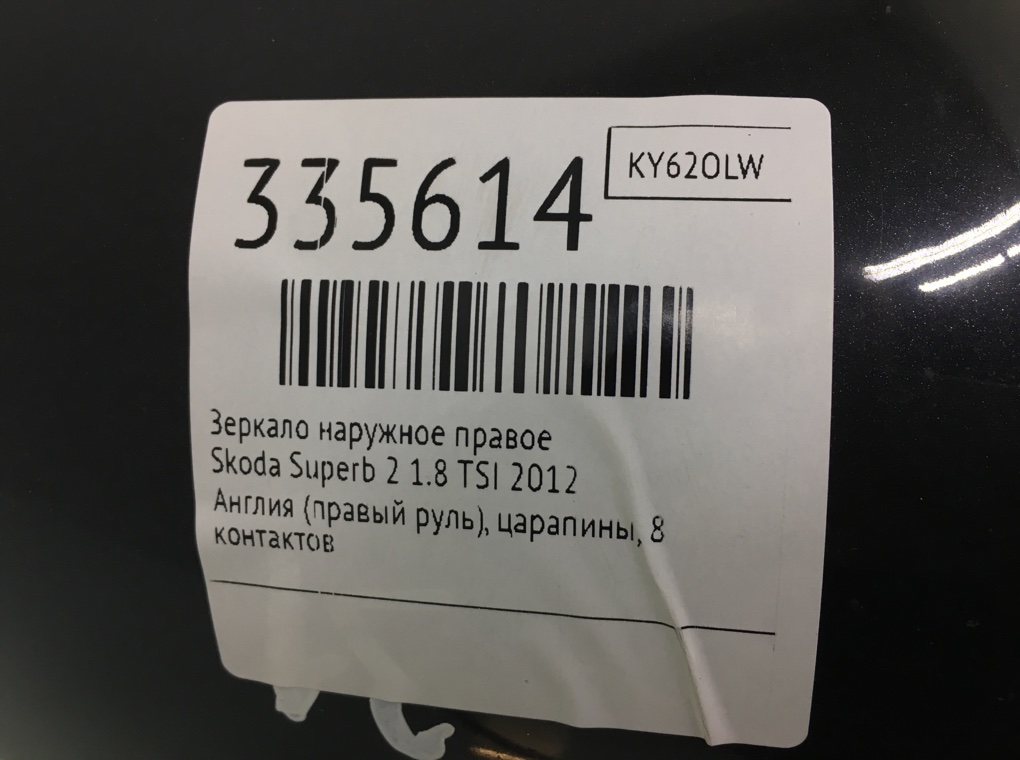 335614
KY62OLW
Зеркало наружное правое
Skoda Superb 2 1.8 TSI 2012
Англия (правый руль), царапины, 8
контактов